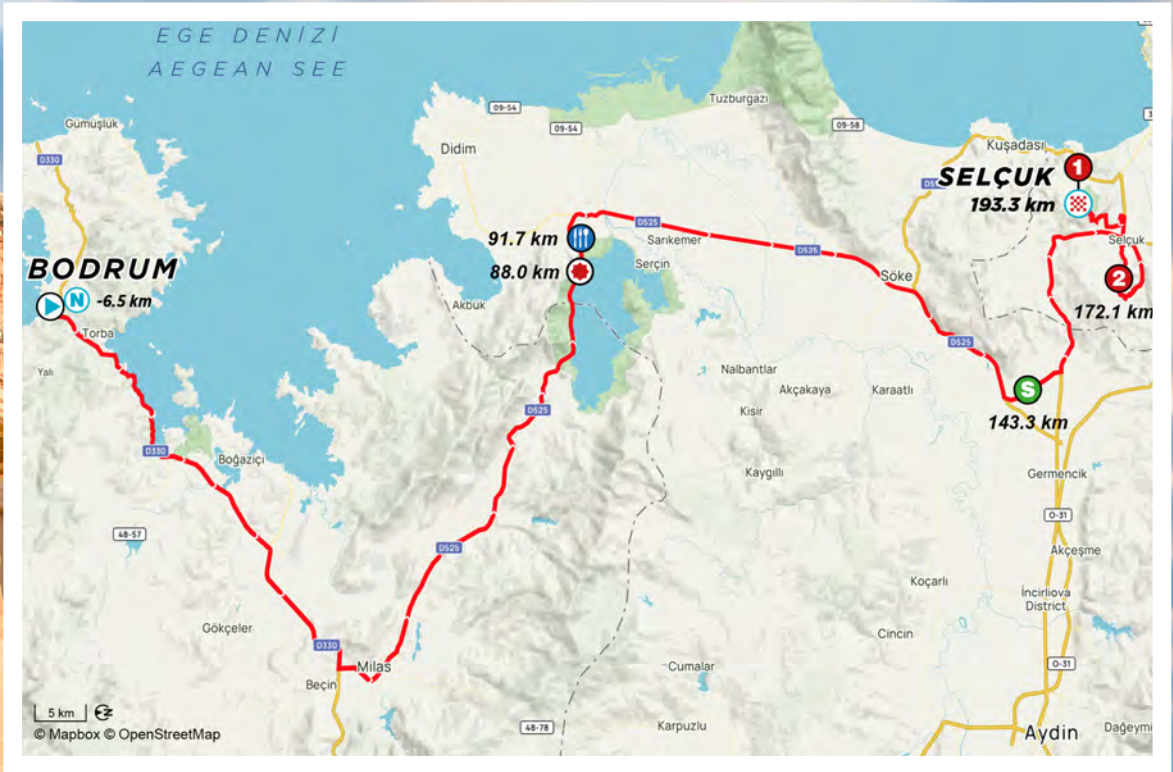 EGE DENİZİ
AEGEAN SEE
Gümüşlük
D330
BODRUM
N
-6.5 km
Torba
Yalı
D330
Boğaziçi
48-57
Gökçeler
D330
Milas
Beçin
5 km
© Mapbox © OpenStreetMap
Didim
09-54
09-54
Tuzburgazı
09-58
91.7 km
88.0 km
Akbük
D525
Sarıkemer
Serçin
D525
D525
D525
Söke
D525
Nalbantlar
Akçakaya
Karaatlı
Kisir
Kaygıllı
Koçarlı
Cincin
Cumalar
Karpuzlu
48-78
Kuşadası
1
SELÇUK
193.3 km
Selçuk
2
172.1 km
S
143.3 km
Germencik
O-31
Akçeşme
İncirliova
District
O-31
Aydin
Dağeymi